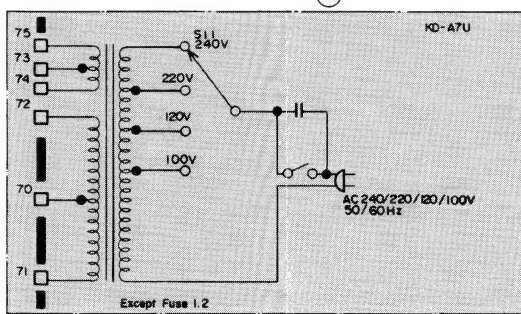 75
73
74
72
70
71
S11
240V
220V
120V
100V
KD-A7U
AC 240/220/120/100V
50/60Hz
Except Fuse 1.2